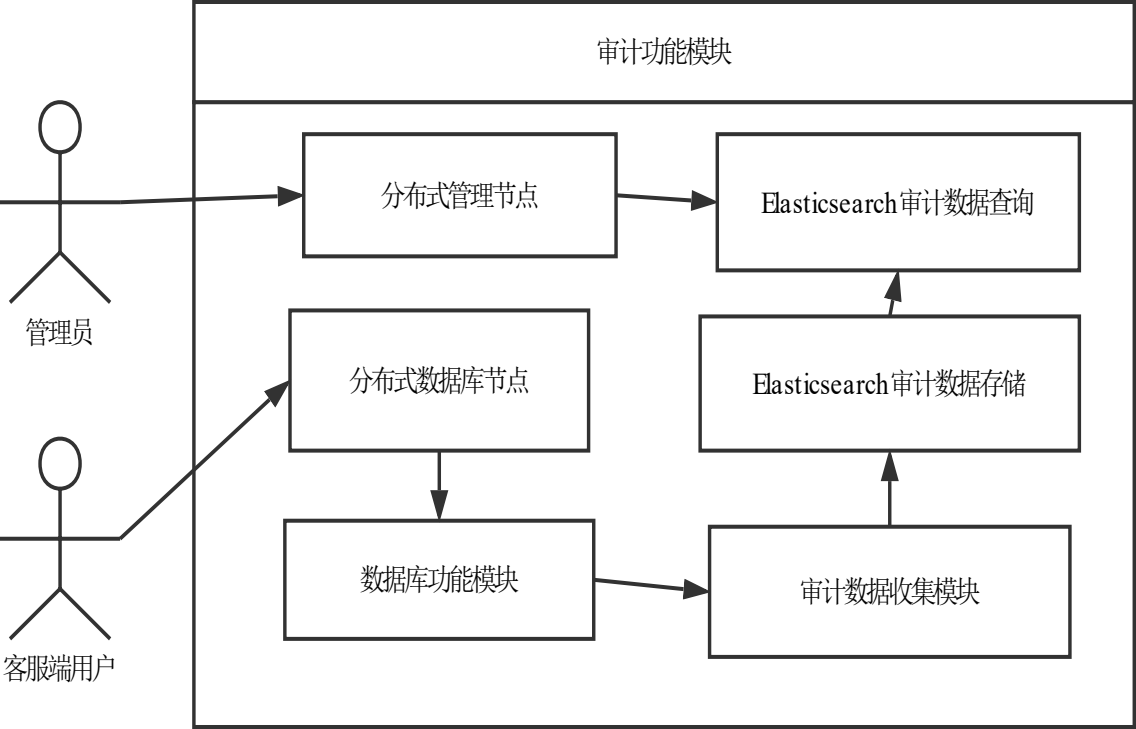 审计功能模块
分布式管理节点
Elasticsearch审计数据查询
管理员
分布式数据库节点
Elasticsearch审计数据存储
数据库功能模块
审计数据收集模块
客服端用户